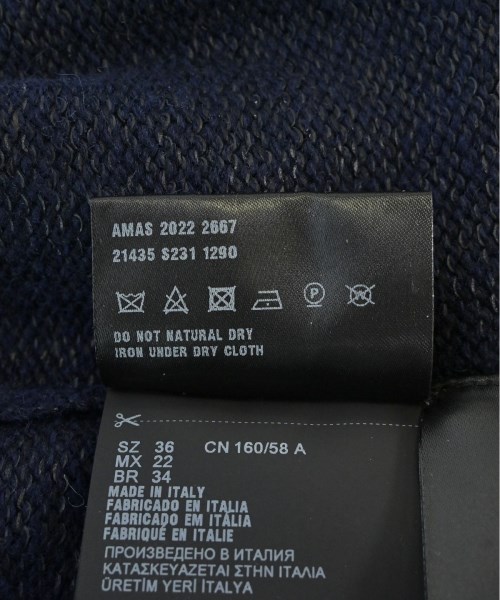 AMAS 2022 2667
21435 S231 1290
P
W
DO NOT NATURAL DRY
IRON UNDER DRY CLOTH
SZ 36 CN 160/58 A
MX 22
BR 34
MADE IN ITALY
FABRICADO EN ITALIA
FABRICADO EM ITÁLIA
FABRIQUÉ EN ITALIE
ПРОИЗВЕДЕНО В ИТАЛИЯ
ΚΑΤΑΣΚΕΥΑΖΕΤΑΙ ΣΤΗΝ ΙΤΑΛΙΑ
ÜRETİM YERİ İTALYA